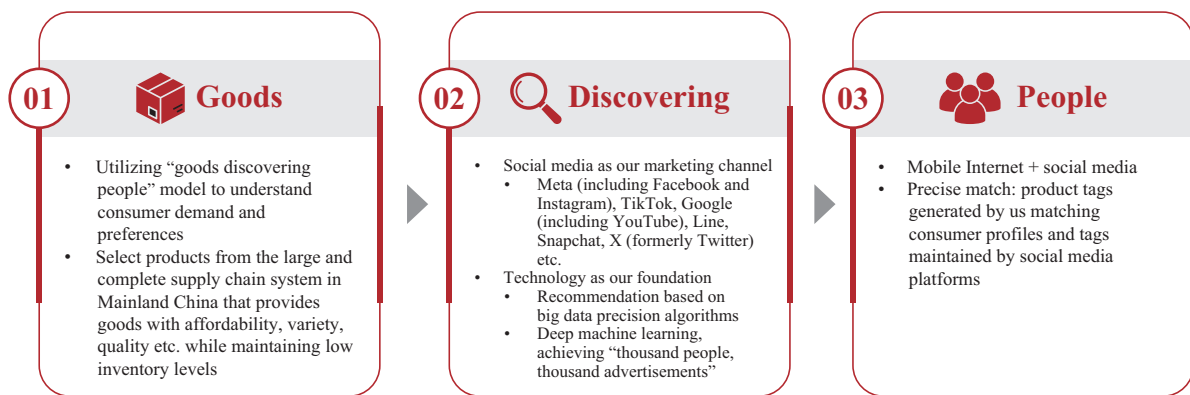 01
Goods
• Utilizing “goods discovering
people” model to understand
consumer demand and
preferences
• Select products from the large and
complete supply chain system in
Mainland China that provides
goods with affordability, variety,
quality etc. while maintaining low
inventory levels
02
Discovering
• Social media as our marketing channel
• Meta (including Facebook and
Instagram), TikTok, Google
(including YouTube), Line,
Snapchat, X (formerly Twitter)
etc.
• Technology as our foundation
• Recommendation based on
big data precision algorithms
• Deep machine learning,
achieving “thousand people,
thousand advertisements”
03
People
• Mobile Internet + social media
• Precise match: product tags
generated by us matching
consumer profiles and tags
maintained by social media
platforms